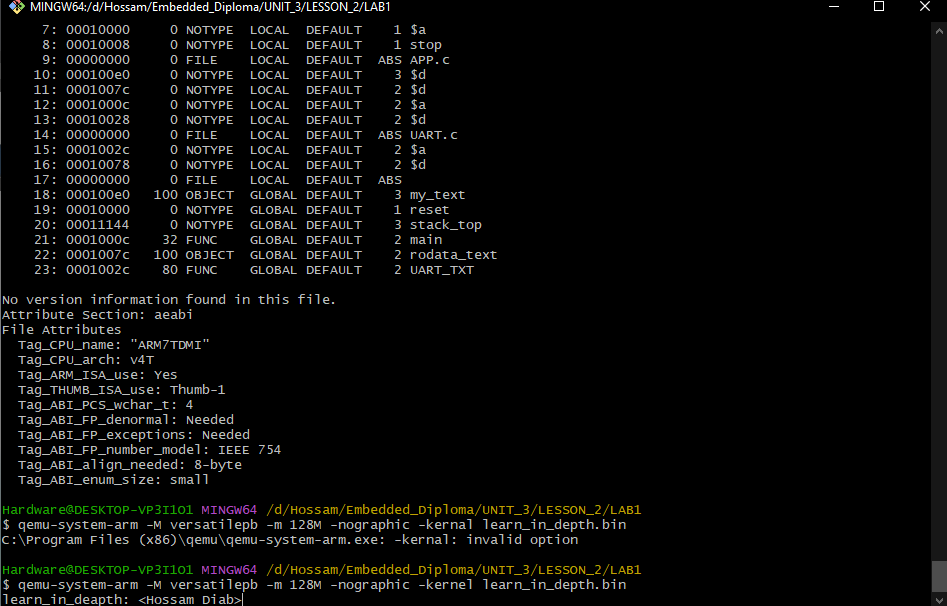 MINGW64:/d/Hossam/Embedded_Diploma/UNIT_3/LESSON_2/LAB1
7: 00010000 0 NOTYPE LOCAL DEFAULT 1 $a
8: 00010008 0 NOTYPE LOCAL DEFAULT 1 stop
9: 00000000 0 FILE LOCAL DEFAULT ABS APP.c
10: 000100e0 0 NOTYPE LOCAL DEFAULT 3 $d
11: 0001007c 0 NOTYPE LOCAL DEFAULT 2 $d
12: 0001000c 0 NOTYPE LOCAL DEFAULT 2 $a
13: 00010028 0 NOTYPE LOCAL DEFAULT 2 $d
14: 00000000 0 FILE LOCAL DEFAULT ABS UART.c
15: 0001002c 0 NOTYPE LOCAL DEFAULT 2 $a
16: 00010078 0 NOTYPE LOCAL DEFAULT 2 $d
17: 00000000 0 FILE LOCAL DEFAULT ABS
18: 000100e0 100 OBJECT GLOBAL DEFAULT 3 my_text
19: 00010000 0 NOTYPE GLOBAL DEFAULT 1 reset
20: 00011144 0 NOTYPE GLOBAL DEFAULT 3 stack_top
21: 0001000c 32 FUNC GLOBAL DEFAULT 2 main
22: 0001007c 100 OBJECT GLOBAL DEFAULT 2 rodata_text
23: 0001002c 80 FUNC GLOBAL DEFAULT 2 UART_TXT
No version information found in this file.
Attribute Section: aeabi
File Attributes
Tag_CPU_name: "ARM7TDMI"
Tag_CPU_arch: v4T
Tag_ARM_ISA_use: Yes
Tag_THUMB_ISA_use: Thumb-1
Tag_ABI_PCS_wchar_t: 4
Tag_ABI_FP_denormal: Needed
Tag_ABI_FP_exceptions: Needed
Tag_ABI_FP_number_model: IEEE 754
Tag_ABI_align_needed: 8-byte
Tag_ABI_enum_size: small
Hardware@DESKTOP-VP3I1O1 MINGW64 /d/Hossam/Embedded_Diploma/UNIT_3/LESSON_2/LAB1
$ qemu-system-arm -M versatilepb -m 128M -nographic -kernal learn_in_depth.bin
C:\Program Files (x86)\qemu\qemu-system-arm.exe: -kernal: invalid option
Hardware@DESKTOP-VP3I1O1 MINGW64 /d/Hossam/Embedded_Diploma/UNIT_3/LESSON_2/LAB1
$ qemu-system-arm -M versatilepb -m 128M -nographic -kernel learn_in_depth.bin
learn_in_deapth: <Hossam Diab>